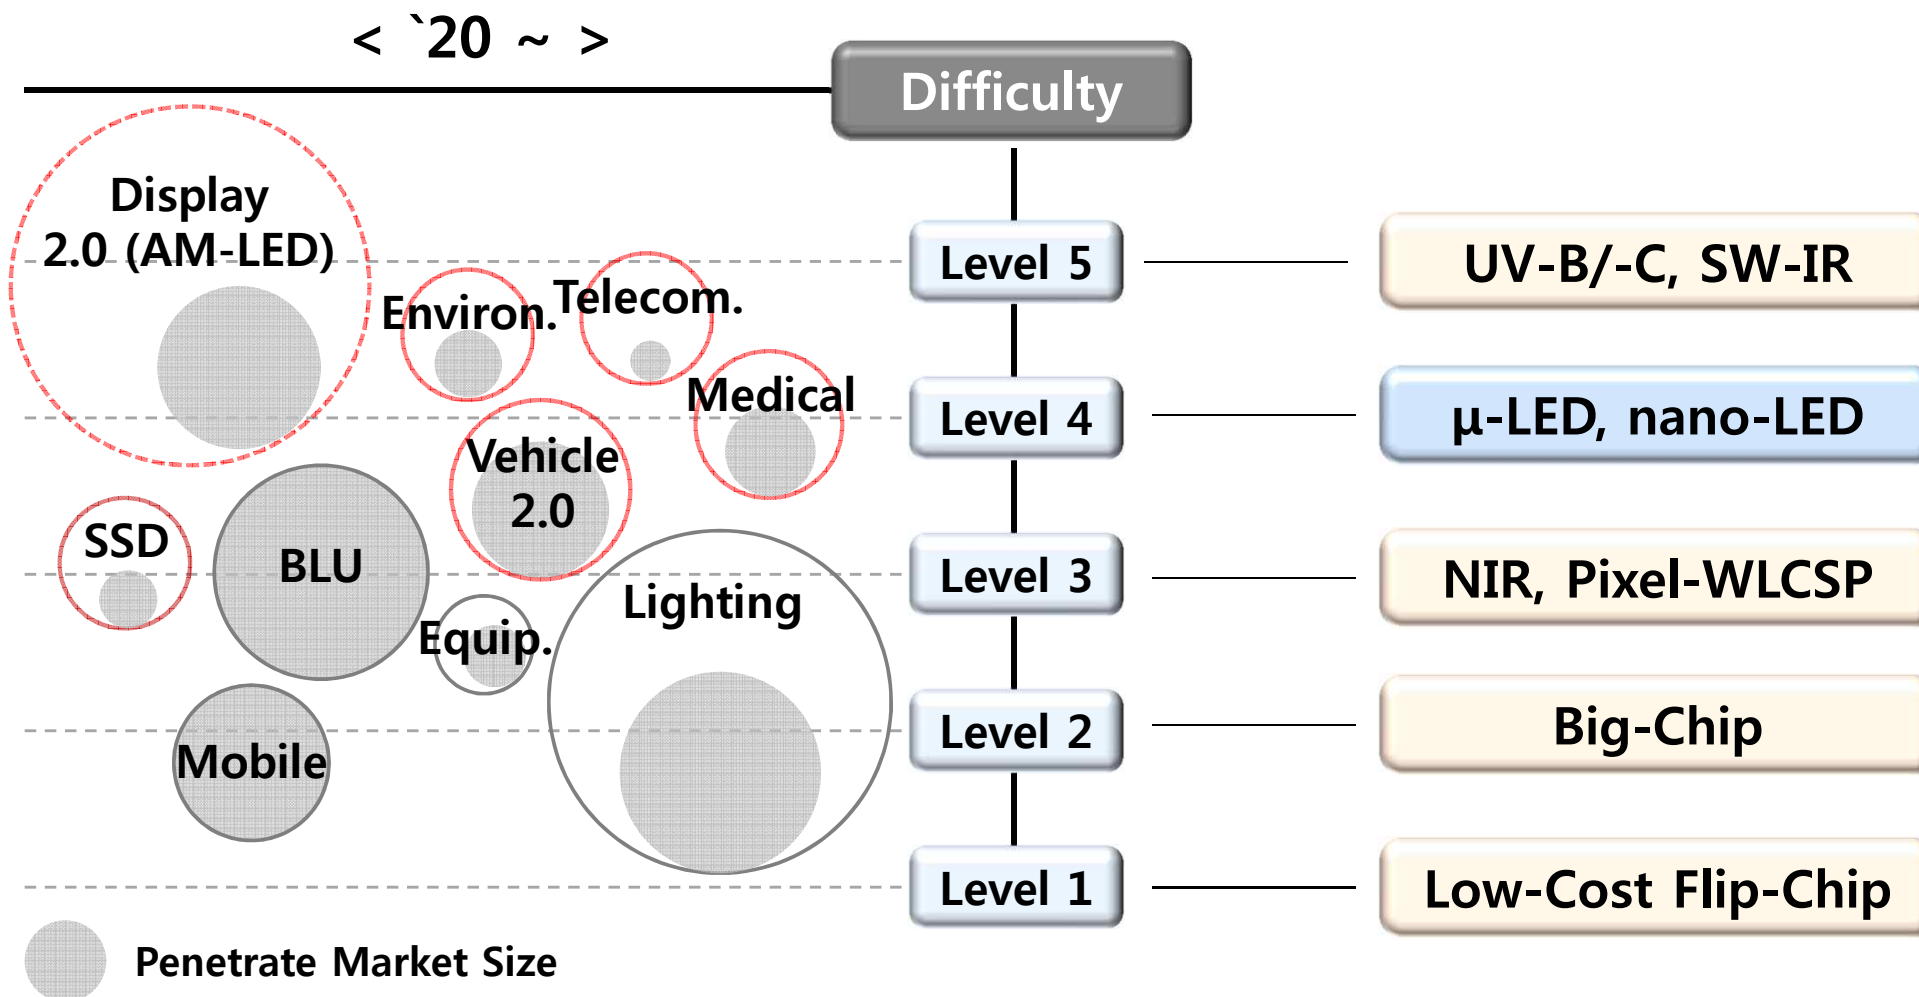 < `20 ~ >
Difficulty
Display
2.0 (AM-LED)
Environ.
Telecom.
Medical
Vehicle
2.0
SSD
BLU
Equip.
Lighting
Mobile
Level 5
UV-B/-C, SW-IR
Level 4
μ-LED, nano-LED
Level 3
NIR, Pixel-WLCSP
Level 2
Big-Chip
Level 1
Low-Cost Flip-Chip
Penetrate Market Size